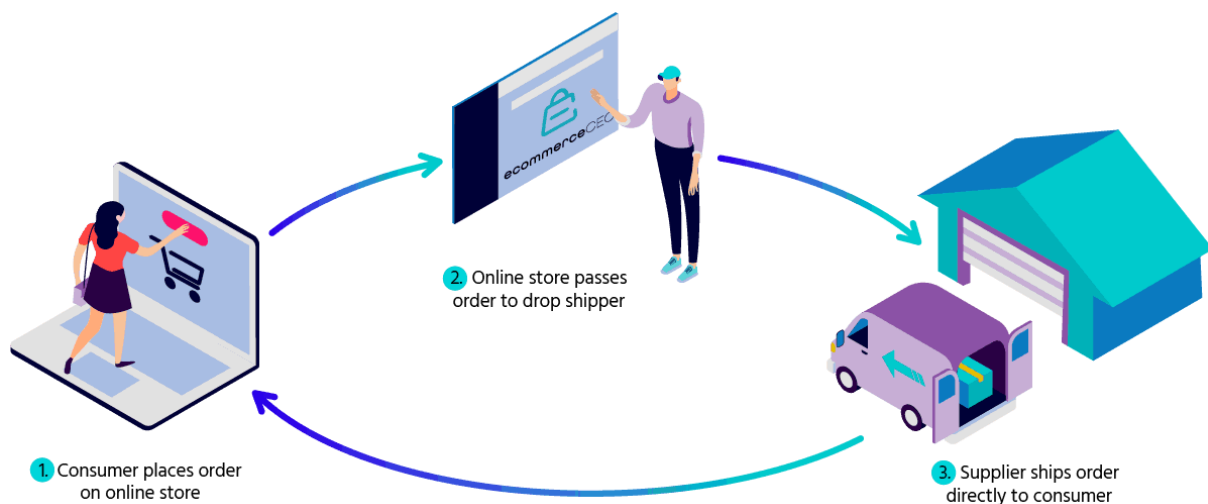 ecommerceCEO
1. Consumer places order
on online store
2. Online store passes
order to drop shipper
3. Supplier ships order
directly to consumer